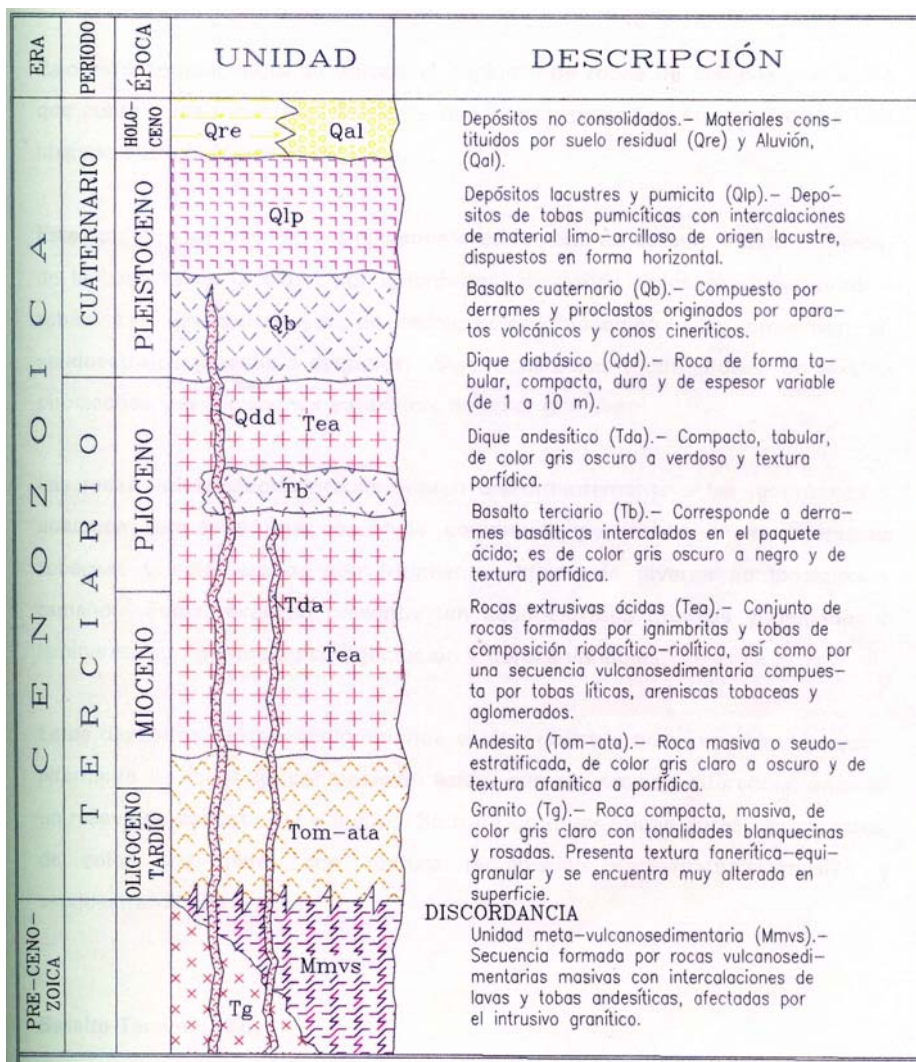 ERA
PERIODO
ÉPOCA
UNIDAD
DESCRIPCIÓN
CENOZOICA
CUATERNARIO
TERCIARIO
HOLO-
CENO
PLEISTOCENO
PLIOCENO
MIOCENO
OLIGOCENO
TARDÍO
PRE-CENO-
ZOICA
Qre
Qal
Qlp
Qb
Qdd
Tea
Tb
Tda
Tea
Tom-ata
Mmvs
Tg
Depósitos no consolidados.- Materiales cons-
tituidos por suelo residual (Qre) y Aluvión,
(Qal).
Depósitos lacustres y pumicita (Qlp).- Depó-
sitos de tobas pumicíticas con intercalaciones
de material limo-arcilloso de origen lacustre,
dispuestos en forma horizontal.
Basalto cuaternario (Qb).- Compuesto por
derrames y piroclastos originados por apara-
tos volcánicos y conos cineríticos.
Dique diabásico (Qdd).- Roca de forma ta-
bular, compacta, dura y de espesor variable
(de 1 a 10 m).
Dique andesítico (Tda).- Compacto, tabular,
de color gris oscuro a verdoso y textura
porfídica.
Basalto terciario (Tb).- Corresponde a derra-
mes basálticos intercalados en el paquete
ácido; es de color gris oscuro a negro y de
textura porfídica.
Rocas extrusivas ácidas (Tea).- Conjunto de
rocas formadas por ignimbritas y tobas de
composición riodacítico-riolítica, así como por
una secuencia vulcanosedimentaria compues-
ta por tobas líticas, areniscas tobaceas y
aglomerados.
Andesita (Tom-ata).- Roca masiva o seudo-
estratificada, de color gris claro a oscuro y de
textura afanítica a porfídica.
Granito (Tg).- Roca compacta, masiva, de
color gris claro con tonalidades blanquecinas
y rosadas. Presenta textura fanerítica-equi-
granular y se encuentra muy alterada en
superficie.
DISCORDANCIA
Unidad meta-vulcanosedimentaria (Mmvs).-
Secuencia formada por rocas vulcanosedi-
mentarias masivas con intercalaciones de
lavas y tobas andesíticas, afectadas por
el intrusivo granítico.